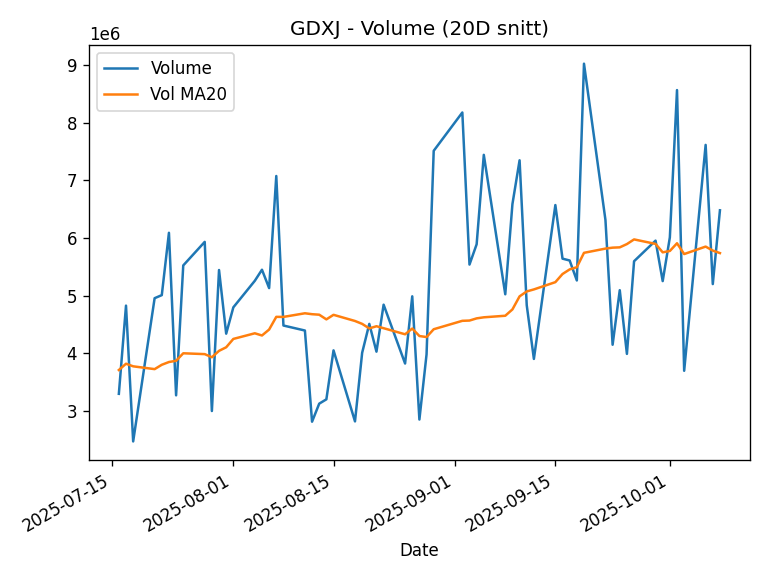 GDXJ - Volume (20D snitt)
1e6
Volume
Vol MA20
9
8
7
6
5
4
3
2025-07-15
2025-08-01
2025-08-15
2025-09-01
2025-09-15
2025-10-01
Date